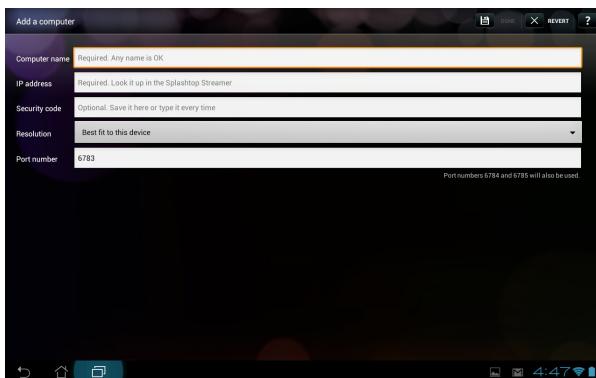 Add a computer DONE REVERT ?
Computer name Required. Any name is OK
IP address Required. Look it up in the Splashtop Streamer
Security code Optional. Save it here or type it every time
Resolution Best fit to this device
Port number 6783
Port numbers 6784 and 6785 will also be used.
4:47